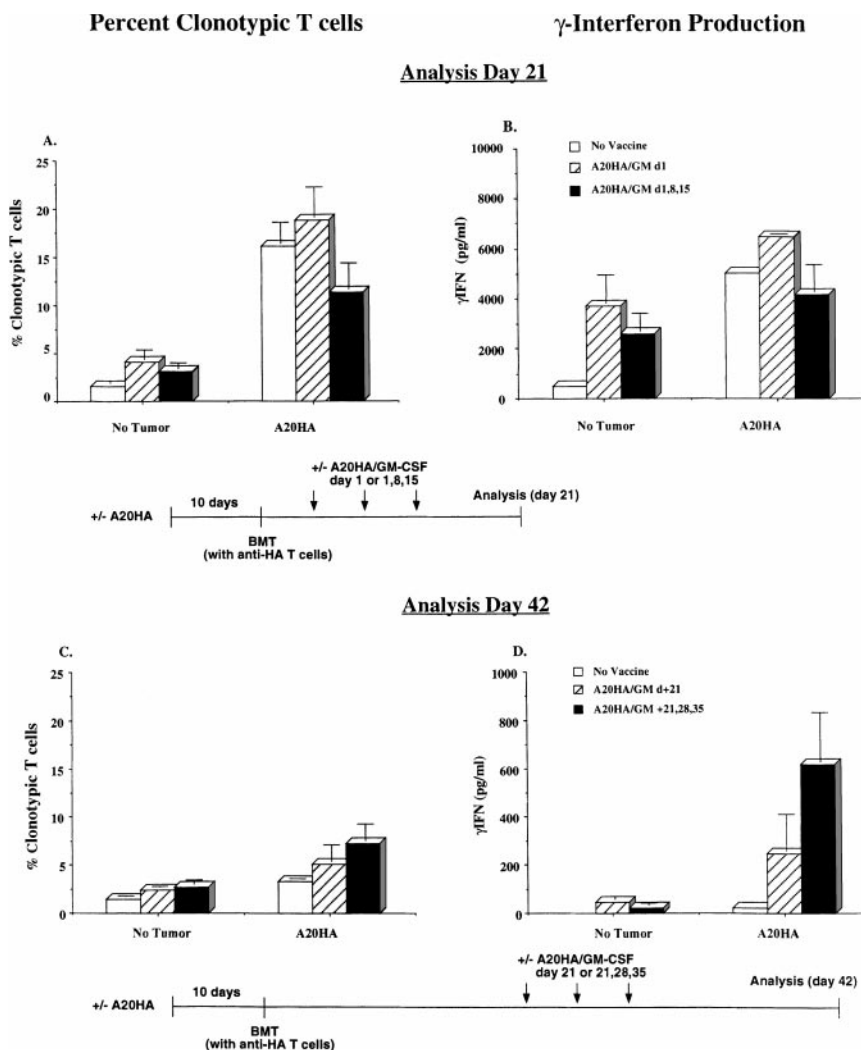 Percent Clonotypic T cells
γ-Interferon Production
Analysis Day 21
A.
25
20
15
10
5
0
% Clonotypic T cells
No Tumor
A20HA
B.
10000
8000
6000
4000
2000
0
γIFN (pg/ml)
No Vaccine
A20HA/GM d1
A20HA/GM d1,8,15
No Tumor
A20HA
+/- A20HA/GM-CSF
day 1 or 1,8,15
Analysis (day 21)
10 days
+/- A20HA
BMT
(with anti-HA T cells)
Analysis Day 42
C.
25
20
15
10
5
0
% Clonotypic T cells
No Tumor
A20HA
D.
1000
800
600
400
200
0
γIFN (pg/ml)
No Vaccine
A20HA/GM d+21
A20HA/GM +21,28,35
No Tumor
A20HA
+/- A20HA/GM-CSF
day 21 or 21,28,35
Analysis (day 42)
10 days
+/- A20HA
BMT
(with anti-HA T cells)